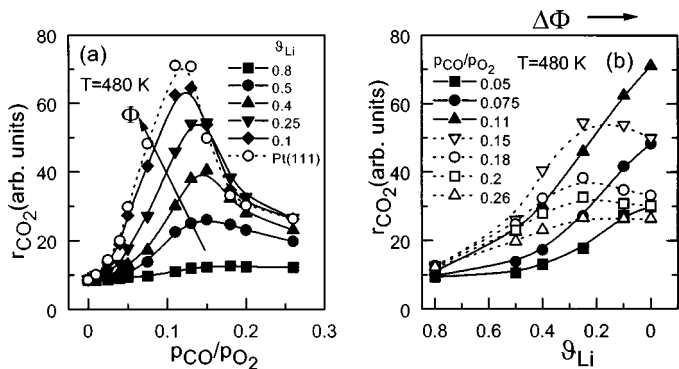 ΔΦ
(a)
T=480 K
Φ
ϑLi
0.8
0.5
0.4
0.25
0.1
Pt(111)
rCO2(arb. units)
80
60
40
20
0
0 0.1 0.2 0.3
pCO/pO2
(b)
pCO/pO2 T=480 K
0.05
0.075
0.11
0.15
0.18
0.2
0.26
rCO2(arb. units)
80
60
40
20
0
0.8 0.6 0.4 0.2 0
ϑLi